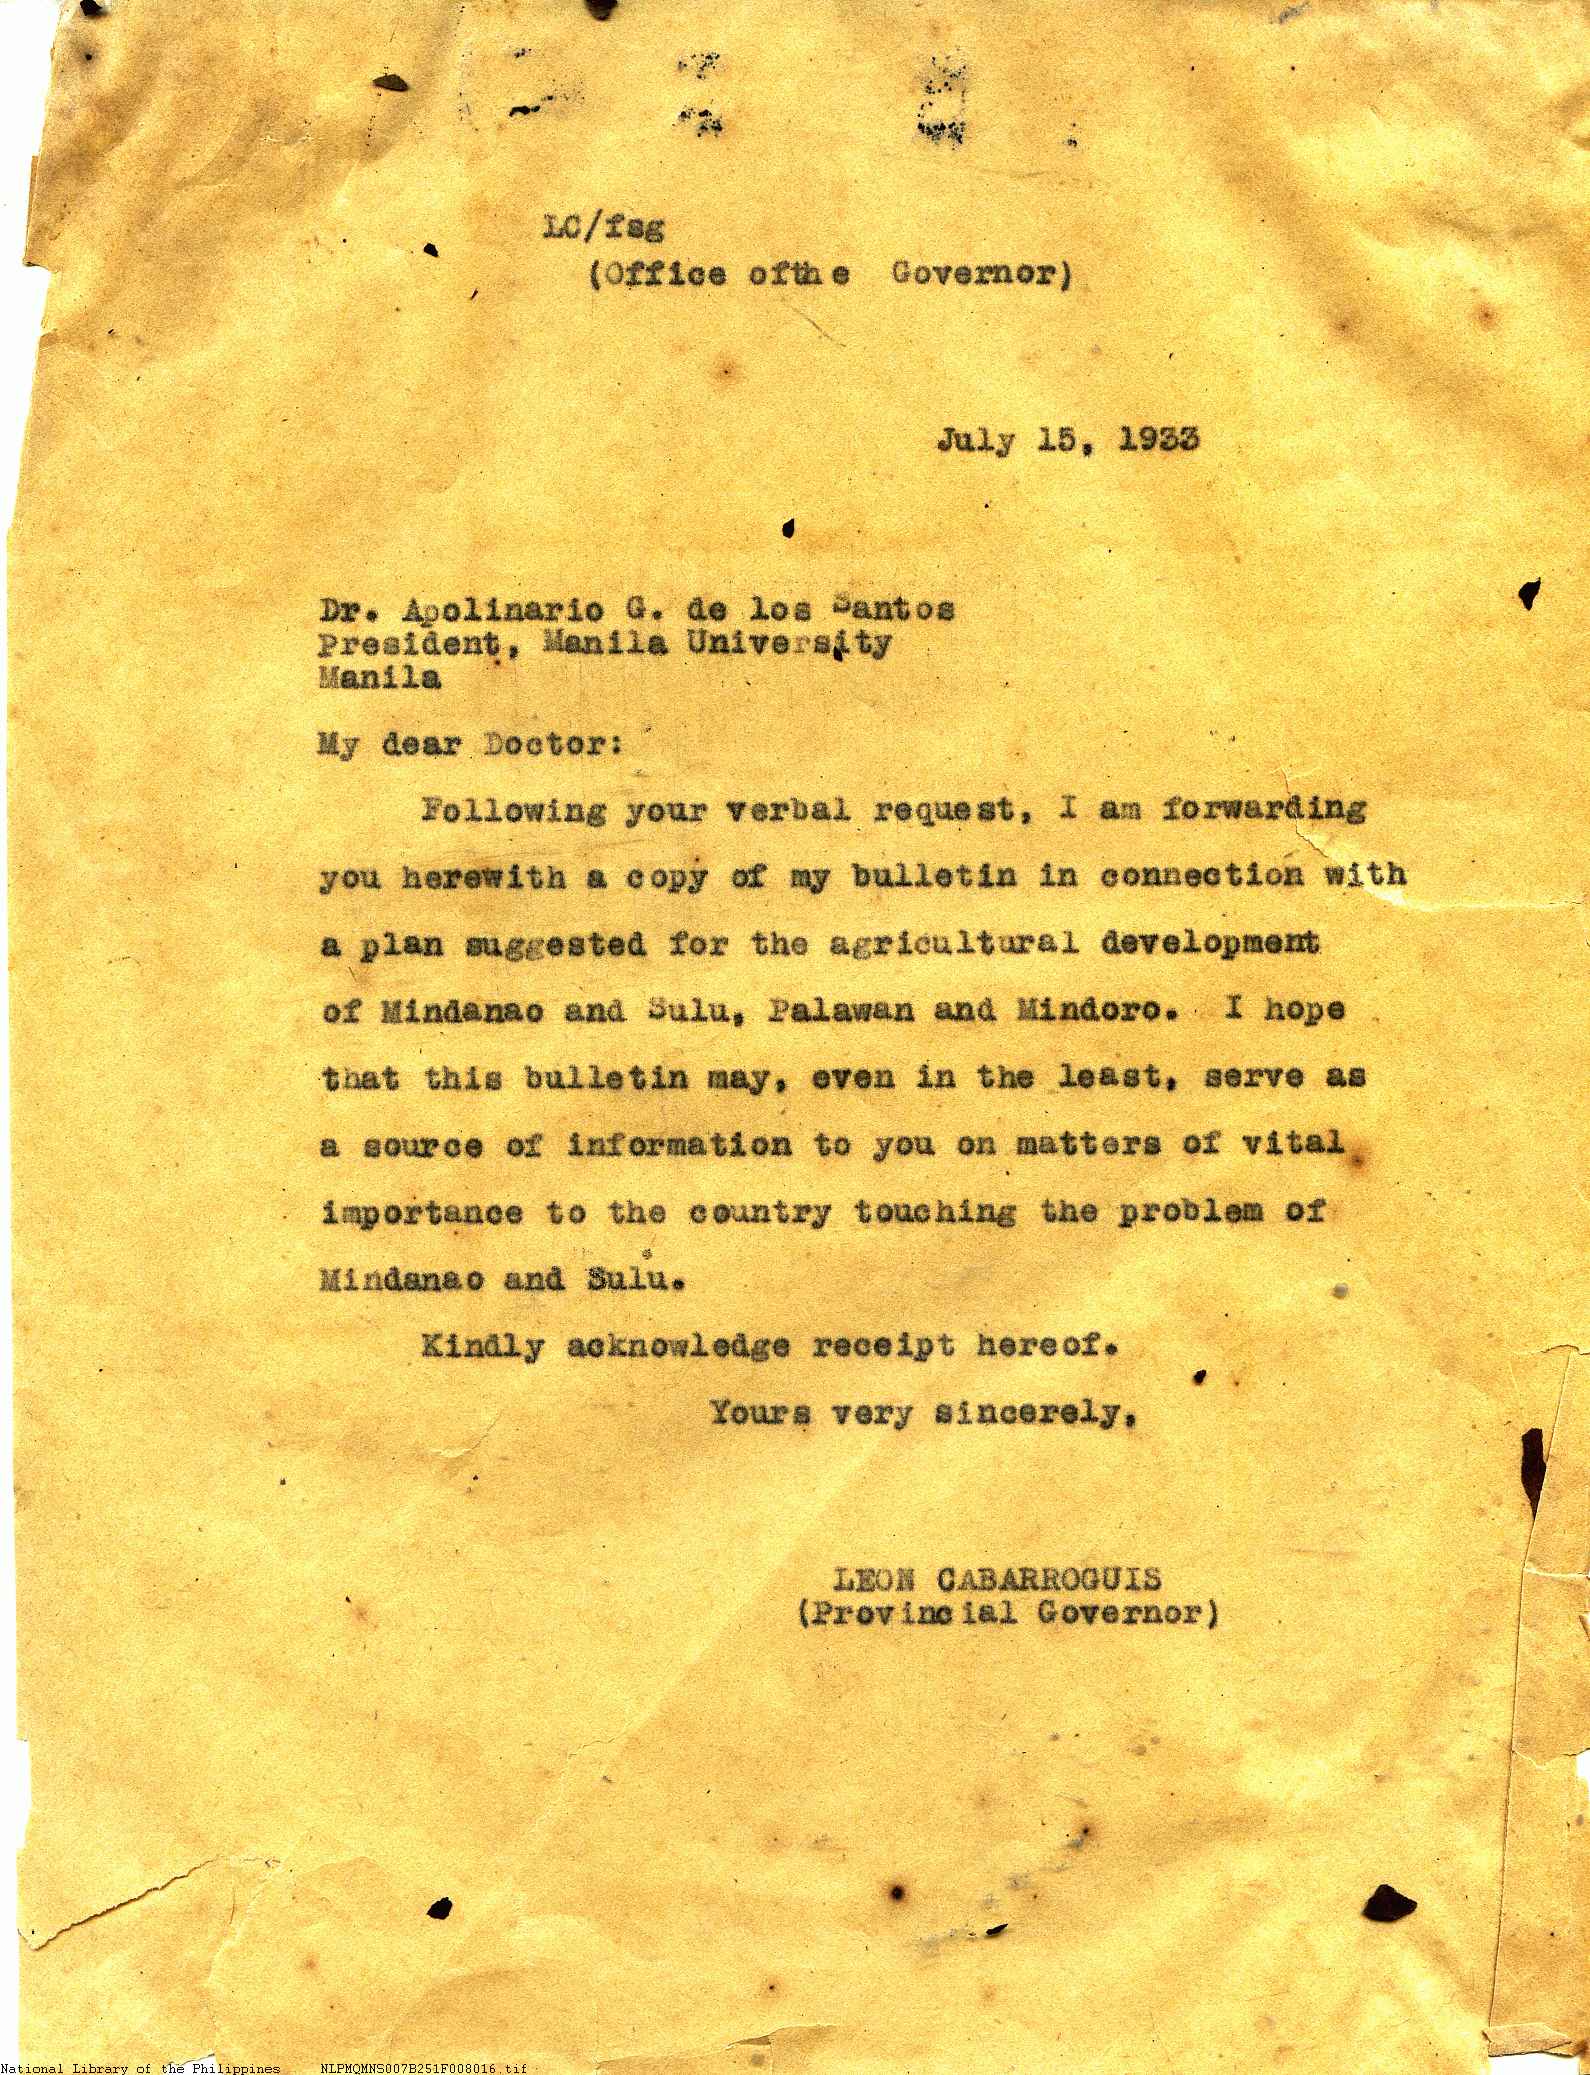 LC/fsg
(Office ofthe Governor)
July 15, 1933
Dr. Apolinario G. de los Santos
President, Manila University
Manila
My dear Doctor:
Following your verbal request, I am forwarding
you herewith a copy of my bulletin in connection with
a plan suggested for the agricultural development
of Mindanao and Sulu, Palawan and Mindoro. I hope
that this bulletin may, even in the least, serve as
a source of information to you on matters of vital
importance to the country touching the problem of
Mindanao and Sulu.
Kindly acknowledge receipt hereof.
Yours very sincerely,
LEON CABARROGUIS
(Provincial Governor)
National Library of the Philippines NLPMQMNS007B251F008016.tif